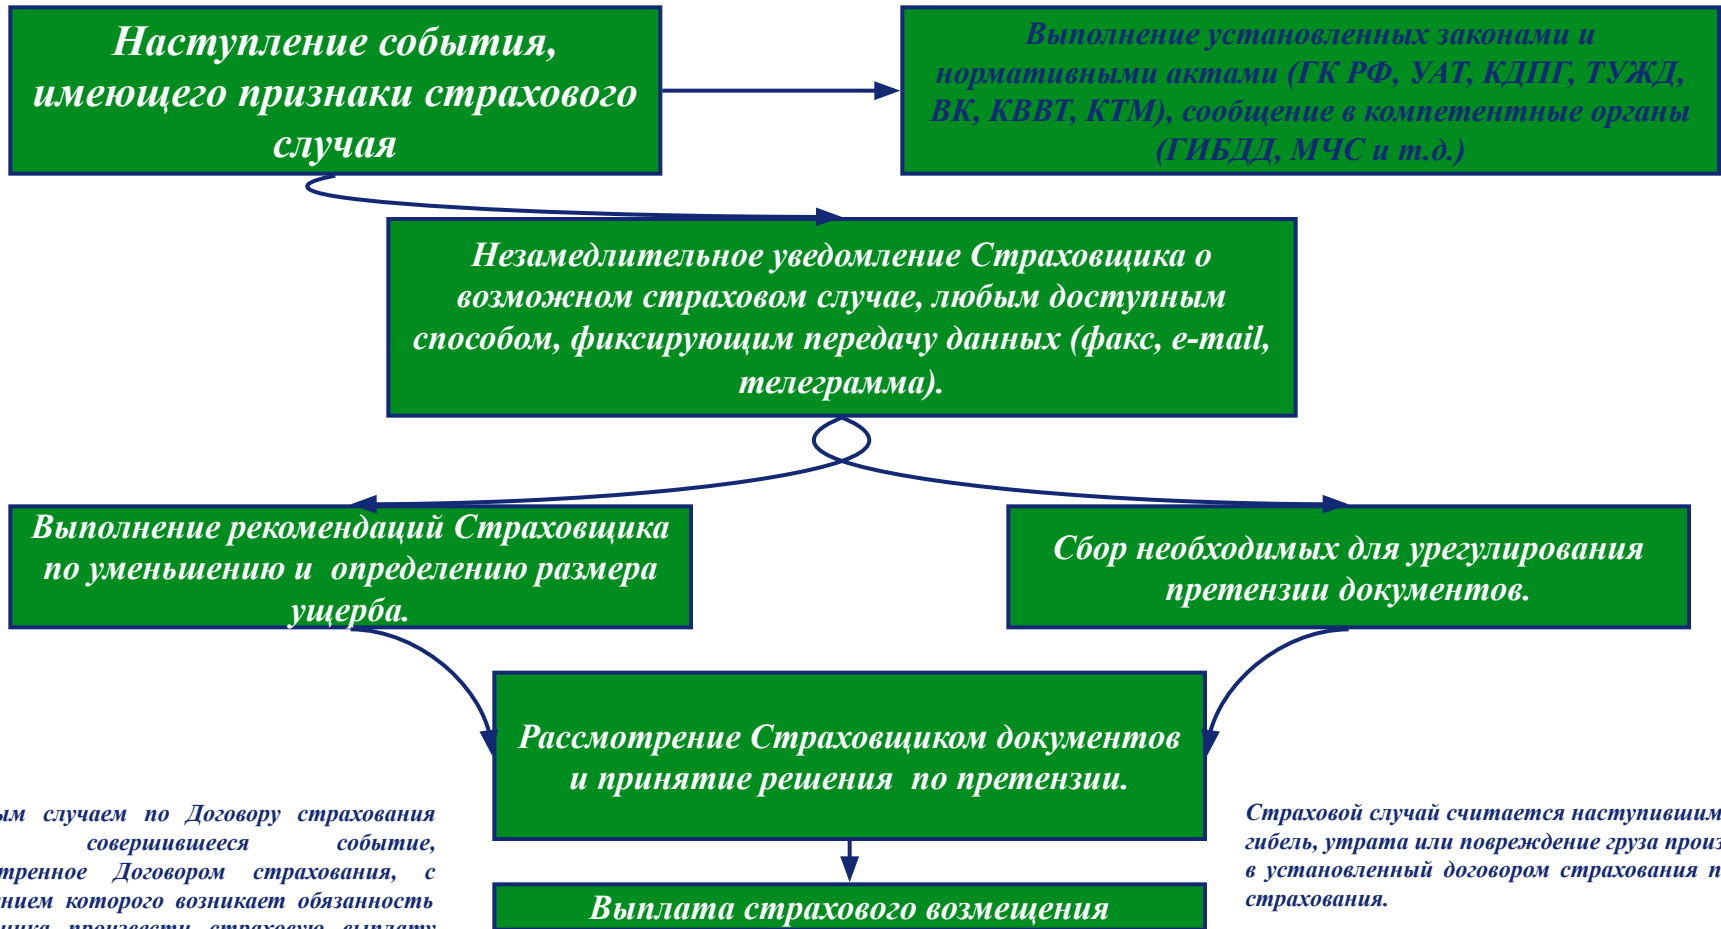 Наступление события,
имеющего признаки страхового
случая
Выполнение установленных законами и
нормативными актами (ГК РФ, УАТ, КДПГ, ТУЖД,
ВК, КВВТ, КТМ), сообщение в компетентные органы
(ГИБДД, МЧС и т.д.)
Незамедлительное уведомление Страховщика о
возможном страховом случае, любым доступным
способом, фиксирующим передачу данных (факс, e-mail,
телеграмма).
Выполнение рекомендаций Страховщика
по уменьшению и определению размера
ущерба.
Сбор необходимых для урегулирования
претензии документов.
Рассмотрение Страховщиком документов
и принятие решения по претензии.
случаем по Договору страхования
совершившееся событие,
Договором страхования, с
которого возникает обязанность
произвести страховую выплату
Страховой случай считается наступившим
гибель, утрата или повреждение груза
в установленный договором страхования
страхования.
Выплата страхового возмещения